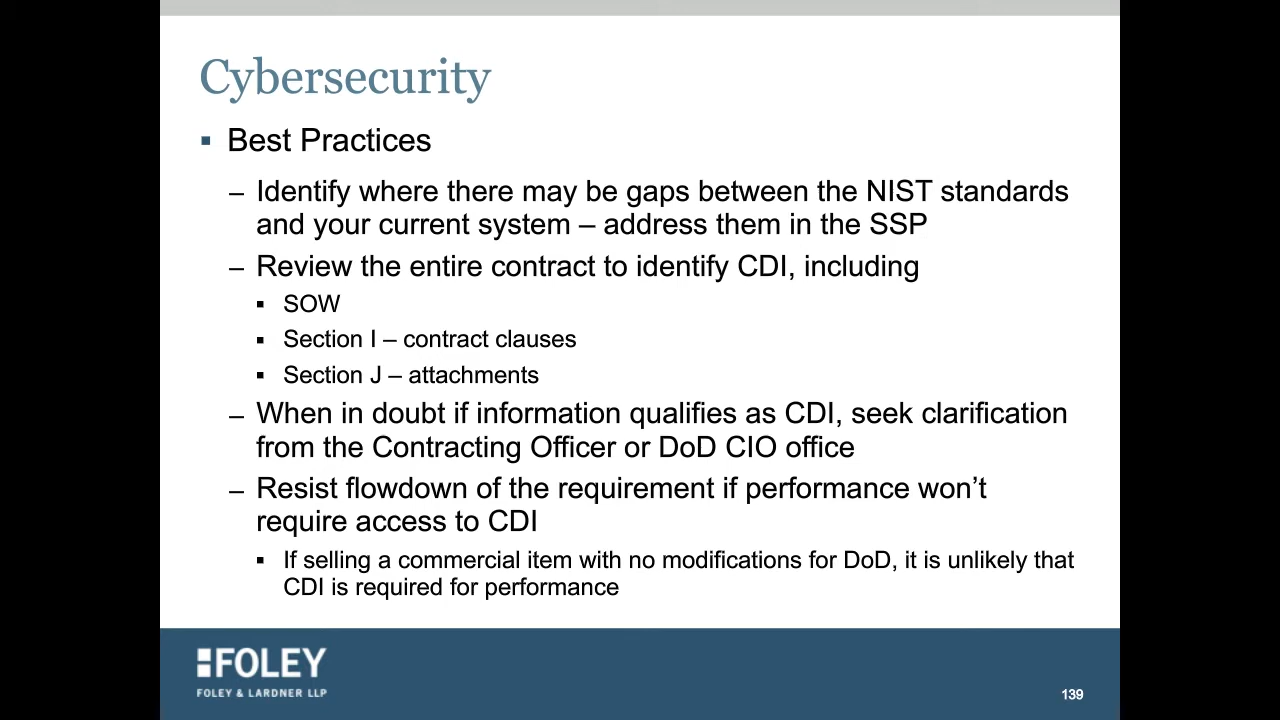 Cybersecurity
▪ Best Practices
– Identify where there may be gaps between the NIST standards
and your current system – address them in the SSP
– Review the entire contract to identify CDI, including
▪ SOW
▪ Section I – contract clauses
▪ Section J – attachments
– When in doubt if information qualifies as CDI, seek clarification
from the Contracting Officer or DoD CIO office
– Resist flowdown of the requirement if performance won’t
require access to CDI
▪ If selling a commercial item with no modifications for DoD, it is unlikely that
CDI is required for performance
FOLEY
FOLEY & LARDNER LLP
139